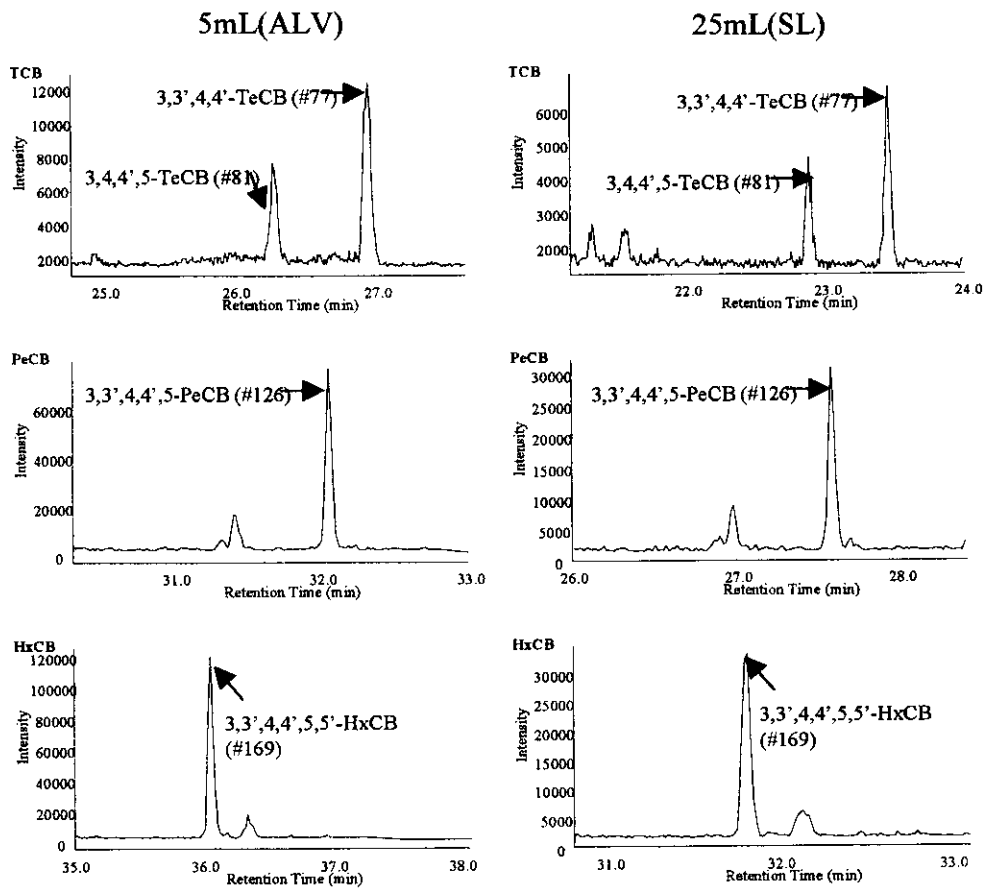 5mL(ALV)
25mL(SL)
TCB
3,3',4,4'-TeCB (#77)
3,4,4',5-TeCB (#81)
Intensity
12000
10000
8000
6000
4000
2000
25.0 26.0 27.0
Retention Time (min)
TCB
3,3',4,4'-TeCB (#77)
3,4,4',5-TeCB (#81)
Intensity
6000
5000
4000
3000
2000
22.0 23.0 24.0
Retention Time (min)
PeCB
3,3',4,4',5-PeCB (#126)
Intensity
60000
40000
20000
0
31.0 32.0 33.0
Retention Time (min)
PeCB
3,3',4,4',5-PeCB (#126)
Intensity
30000
25000
20000
15000
10000
5000
0
26.0 27.0 28.0
Retention Time (min)
HxCB
3,3',4,4',5,5'-HxCB
(#169)
Intensity
120000
100000
80000
60000
40000
20000
0
35.0 36.0 37.0 38.0
Retention Time (min)
HxCB
3,3',4,4',5,5'-HxCB
(#169)
Intensity
30000
25000
20000
15000
10000
5000
0
31.0 32.0 33.0
Retention Time (min)